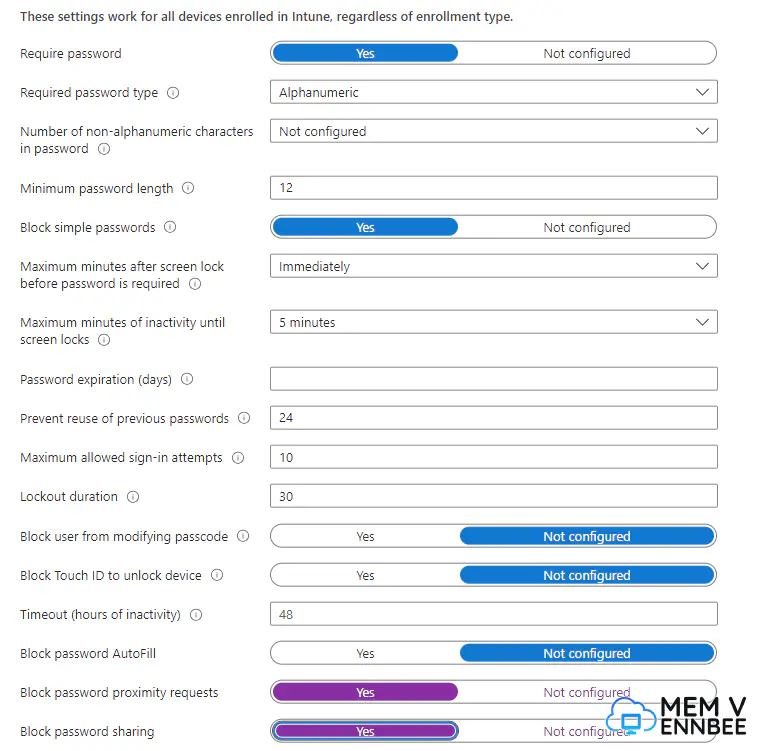 These settings work for all devices enrolled in Intune, regardless of enrollment type.
Require password Yes Not configured
Required password type Alphanumeric
Number of non-alphanumeric characters Not configured
in password
Minimum password length 12
Block simple passwords Yes Not configured
Maximum minutes after screen lock Immediately
before password is required
Maximum minutes of inactivity until 5 minutes
screen locks
Password expiration (days)
Prevent reuse of previous passwords 24
Maximum allowed sign-in attempts 10
Lockout duration 30
Block user from modifying passcode Yes Not configured
Block Touch ID to unlock device Yes Not configured
Timeout (hours of inactivity) 48
Block password AutoFill Yes Not configured
Block password proximity requests Yes Not configured
Block password sharing Yes Not configured
MEM V
ENNBEE